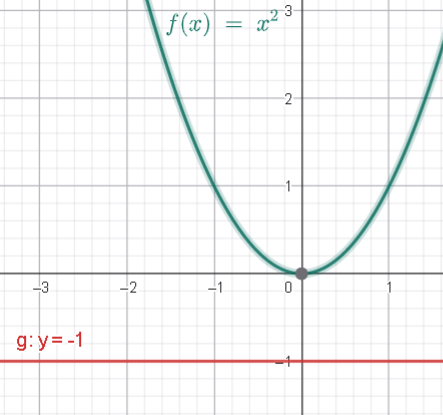 f(x) = x²
3
2
1
−3 −2 −1 0 1
g: y = -1
−1